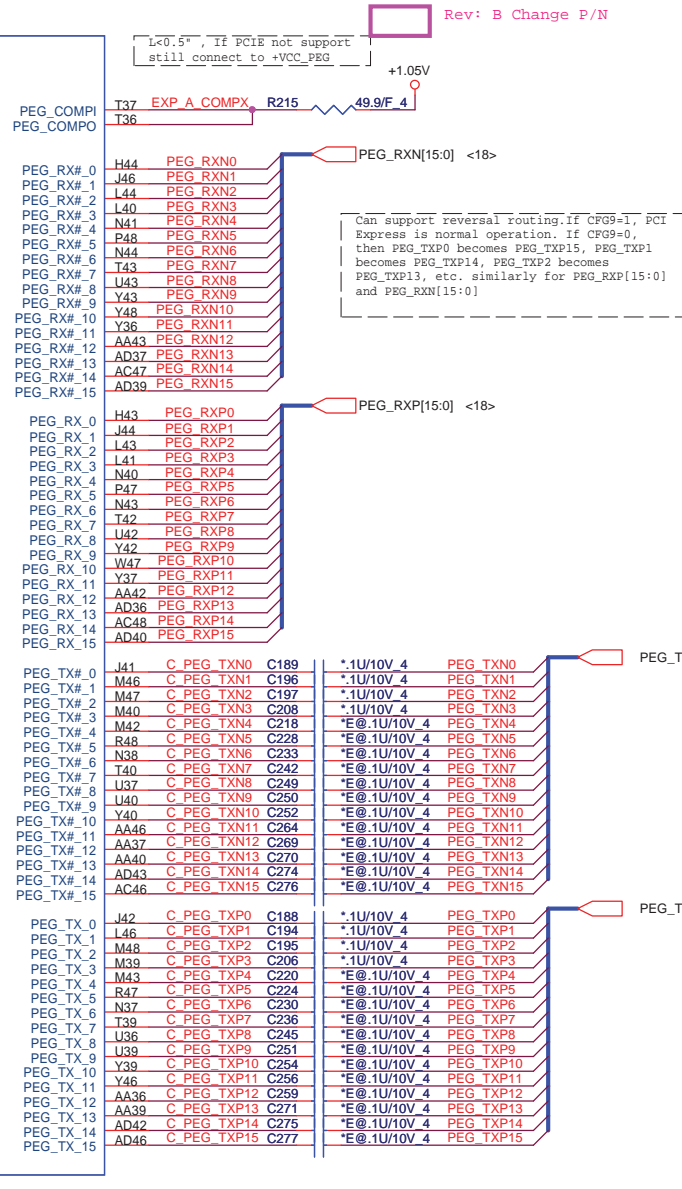 Rev: B Change P/N
L<0.5" , If PCIE not support
still connect to +VCC_PEG
+1.05V
PEG_COMPI T37 EXP_A_COMPX R215 49.9/F_4
PEG_COMPO T36
PEG_RXN[15:0] <18>
PEG_RX#_0 H44 PEG_RXN0
PEG_RX#_1 J46 PEG_RXN1
PEG_RX#_2 L44 PEG_RXN2
PEG_RX#_3 L40 PEG_RXN3
PEG_RX#_4 N41 PEG_RXN4
PEG_RX#_5 P48 PEG_RXN5
PEG_RX#_6 N44 PEG_RXN6
PEG_RX#_7 T43 PEG_RXN7
PEG_RX#_8 U43 PEG_RXN8
PEG_RX#_9 Y43 PEG_RXN9
PEG_RX#_10 Y48 PEG_RXN10
PEG_RX#_11 Y36 PEG_RXN11
PEG_RX#_12 AA43 PEG_RXN12
PEG_RX#_13 AD37 PEG_RXN13
PEG_RX#_14 AC47 PEG_RXN14
PEG_RX#_15 AD39 PEG_RXN15
Can support reversal routing.If CFG9=1, PCI
Express is normal operation. If CFG9=0,
then PEG_TXP0 becomes PEG_TXP15, PEG_TXP1
becomes PEG_TXP14, PEG_TXP2 becomes
PEG_TXP13, etc. similarly for PEG_RXP[15:0]
and PEG_RXN[15:0]
PEG_RXP[15:0] <18>
PEG_RX_0 H43 PEG_RXP0
PEG_RX_1 J44 PEG_RXP1
PEG_RX_2 L43 PEG_RXP2
PEG_RX_3 L41 PEG_RXP3
PEG_RX_4 N40 PEG_RXP4
PEG_RX_5 P47 PEG_RXP5
PEG_RX_6 N43 PEG_RXP6
PEG_RX_7 T42 PEG_RXP7
PEG_RX_8 U42 PEG_RXP8
PEG_RX_9 Y42 PEG_RXP9
PEG_RX_10 W47 PEG_RXP10
PEG_RX_11 Y37 PEG_RXP11
PEG_RX_12 AA42 PEG_RXP12
PEG_RX_13 AD36 PEG_RXP13
PEG_RX_14 AC48 PEG_RXP14
PEG_RX_15 AD40 PEG_RXP15
PEG_T
PEG_TX#_0 J41 C_PEG_TXN0 C189 *.1U/10V_4 PEG_TXN0
PEG_TX#_1 M46 C_PEG_TXN1 C196 *.1U/10V_4 PEG_TXN1
PEG_TX#_2 M47 C_PEG_TXN2 C197 *.1U/10V_4 PEG_TXN2
PEG_TX#_3 M40 C_PEG_TXN3 C208 *.1U/10V_4 PEG_TXN3
PEG_TX#_4 M42 C_PEG_TXN4 C218 *E@.1U/10V_4 PEG_TXN4
PEG_TX#_5 R48 C_PEG_TXN5 C228 *E@.1U/10V_4 PEG_TXN5
PEG_TX#_6 N38 C_PEG_TXN6 C233 *E@.1U/10V_4 PEG_TXN6
PEG_TX#_7 T40 C_PEG_TXN7 C242 *E@.1U/10V_4 PEG_TXN7
PEG_TX#_8 U37 C_PEG_TXN8 C249 *E@.1U/10V_4 PEG_TXN8
PEG_TX#_9 U40 C_PEG_TXN9 C250 *E@.1U/10V_4 PEG_TXN9
PEG_TX#_10 Y40 C_PEG_TXN10 C252 *E@.1U/10V_4 PEG_TXN10
PEG_TX#_11 AA46 C_PEG_TXN11 C264 *E@.1U/10V_4 PEG_TXN11
PEG_TX#_12 AA37 C_PEG_TXN12 C269 *E@.1U/10V_4 PEG_TXN12
PEG_TX#_13 AA40 C_PEG_TXN13 C270 *E@.1U/10V_4 PEG_TXN13
PEG_TX#_14 AD43 C_PEG_TXN14 C274 *E@.1U/10V_4 PEG_TXN14
PEG_TX#_15 AC46 C_PEG_TXN15 C276 *E@.1U/10V_4 PEG_TXN15
PEG_T
PEG_TX_0 J42 C_PEG_TXP0 C188 *.1U/10V_4 PEG_TXP0
PEG_TX_1 L46 C_PEG_TXP1 C194 *.1U/10V_4 PEG_TXP1
PEG_TX_2 M48 C_PEG_TXP2 C195 *.1U/10V_4 PEG_TXP2
PEG_TX_3 M39 C_PEG_TXP3 C206 *.1U/10V_4 PEG_TXP3
PEG_TX_4 M43 C_PEG_TXP4 C220 *E@.1U/10V_4 PEG_TXP4
PEG_TX_5 R47 C_PEG_TXP5 C224 *E@.1U/10V_4 PEG_TXP5
PEG_TX_6 N37 C_PEG_TXP6 C230 *E@.1U/10V_4 PEG_TXP6
PEG_TX_7 T39 C_PEG_TXP7 C236 *E@.1U/10V_4 PEG_TXP7
PEG_TX_8 U36 C_PEG_TXP8 C245 *E@.1U/10V_4 PEG_TXP8
PEG_TX_9 U39 C_PEG_TXP9 C251 *E@.1U/10V_4 PEG_TXP9
PEG_TX_10 Y39 C_PEG_TXP10 C254 *E@.1U/10V_4 PEG_TXP10
PEG_TX_11 Y46 C_PEG_TXP11 C256 *E@.1U/10V_4 PEG_TXP11
PEG_TX_12 AA36 C_PEG_TXP12 C259 *E@.1U/10V_4 PEG_TXP12
PEG_TX_13 AA39 C_PEG_TXP13 C271 *E@.1U/10V_4 PEG_TXP13
PEG_TX_14 AD42 C_PEG_TXP14 C275 *E@.1U/10V_4 PEG_TXP14
PEG_TX_15 AD46 C_PEG_TXP15 C277 *E@.1U/10V_4 PEG_TXP15